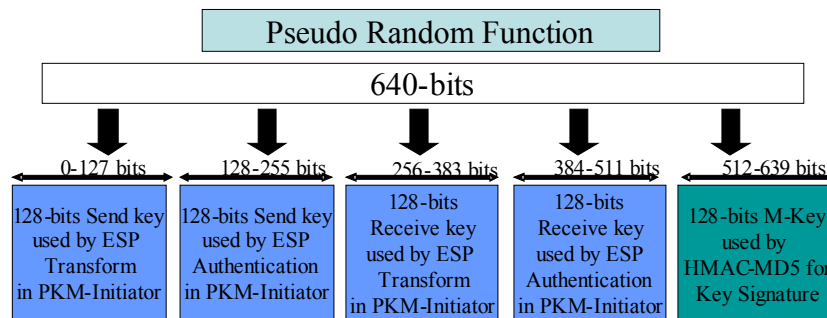 Pseudo Random Function
640-bits
0-127 bits
128-255 bits
256-383 bits
384-511 bits
512-639 bits
128-bits Send key
used by ESP
Transform
in PKM-Initiator
128-bits Send key
used by ESP
Authentication
in PKM-Initiator
128-bits
Receive key
used by ESP
Transform
in PKM-Initiator
128-bits
Receive key
used by ESP
Authentication
in PKM-Initiator
128-bits M-Key
used by
HMAC-MD5 for
Key Signature